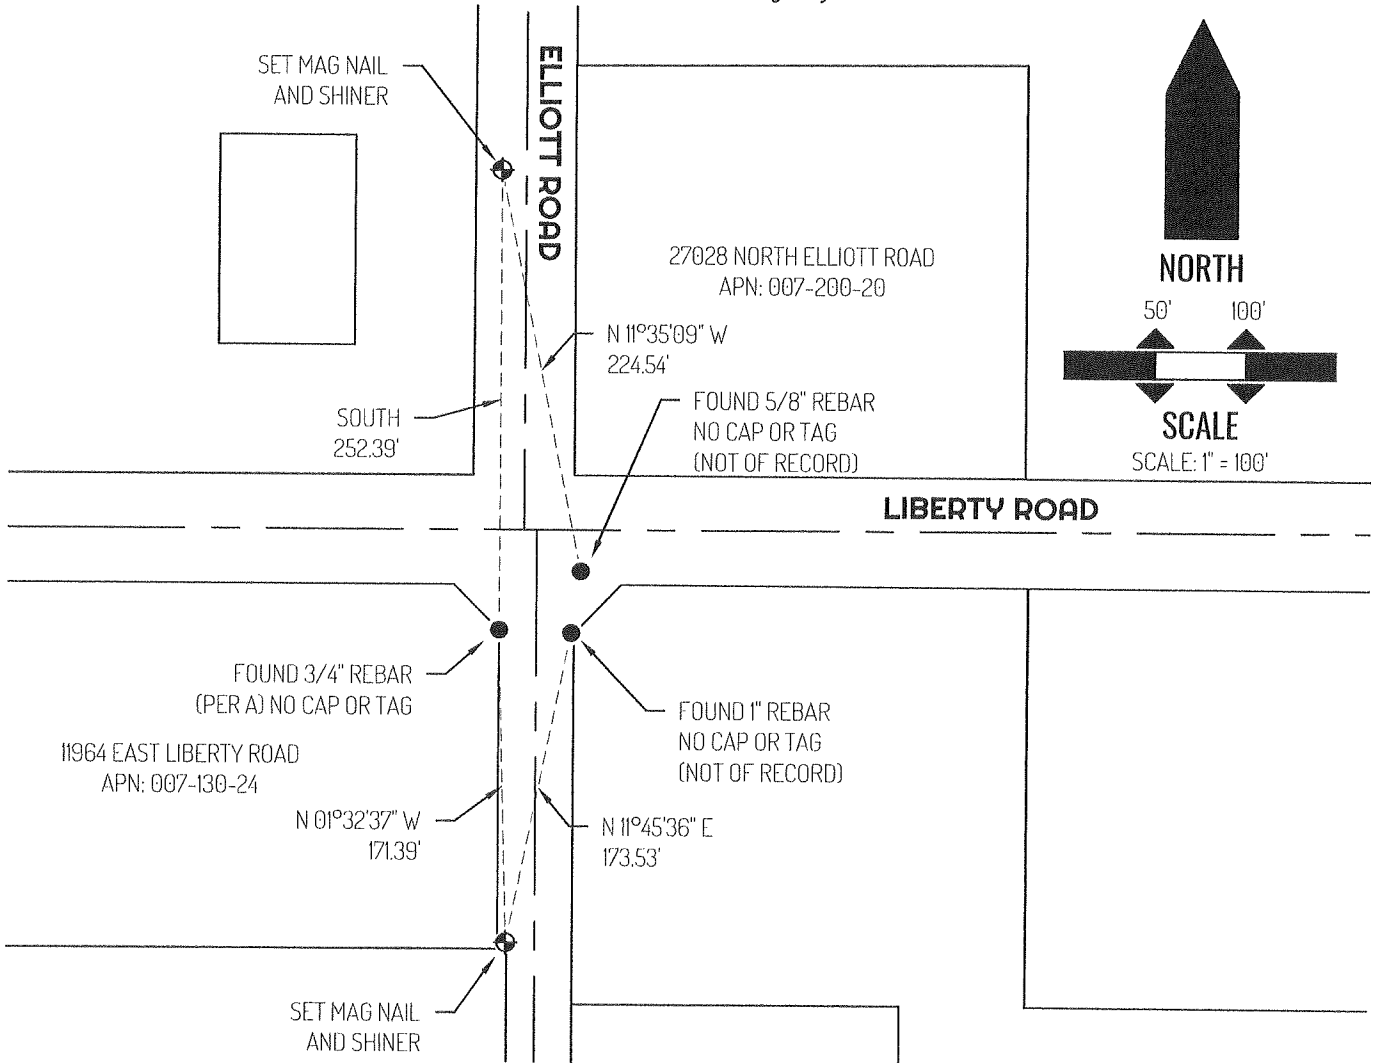 SET MAG NAIL
AND SHINER
ELLIOTT ROAD
27028 NORTH ELLIOTT ROAD
APN: 007-200-20
NORTH
50' 100'
SCALE
SCALE: 1" = 100'
N 11°35'09" W
224.54'
SOUTH
252.39'
FOUND 5/8" REBAR
NO CAP OR TAG
(NOT OF RECORD)
LIBERTY ROAD
FOUND 3/4" REBAR
(PER A) NO CAP OR TAG
FOUND 1" REBAR
NO CAP OR TAG
(NOT OF RECORD)
11964 EAST LIBERTY ROAD
APN: 007-130-24
N 01°32'37" W
171.39'
N 11°45'36" E
173.53'
SET MAG NAIL
AND SHINER